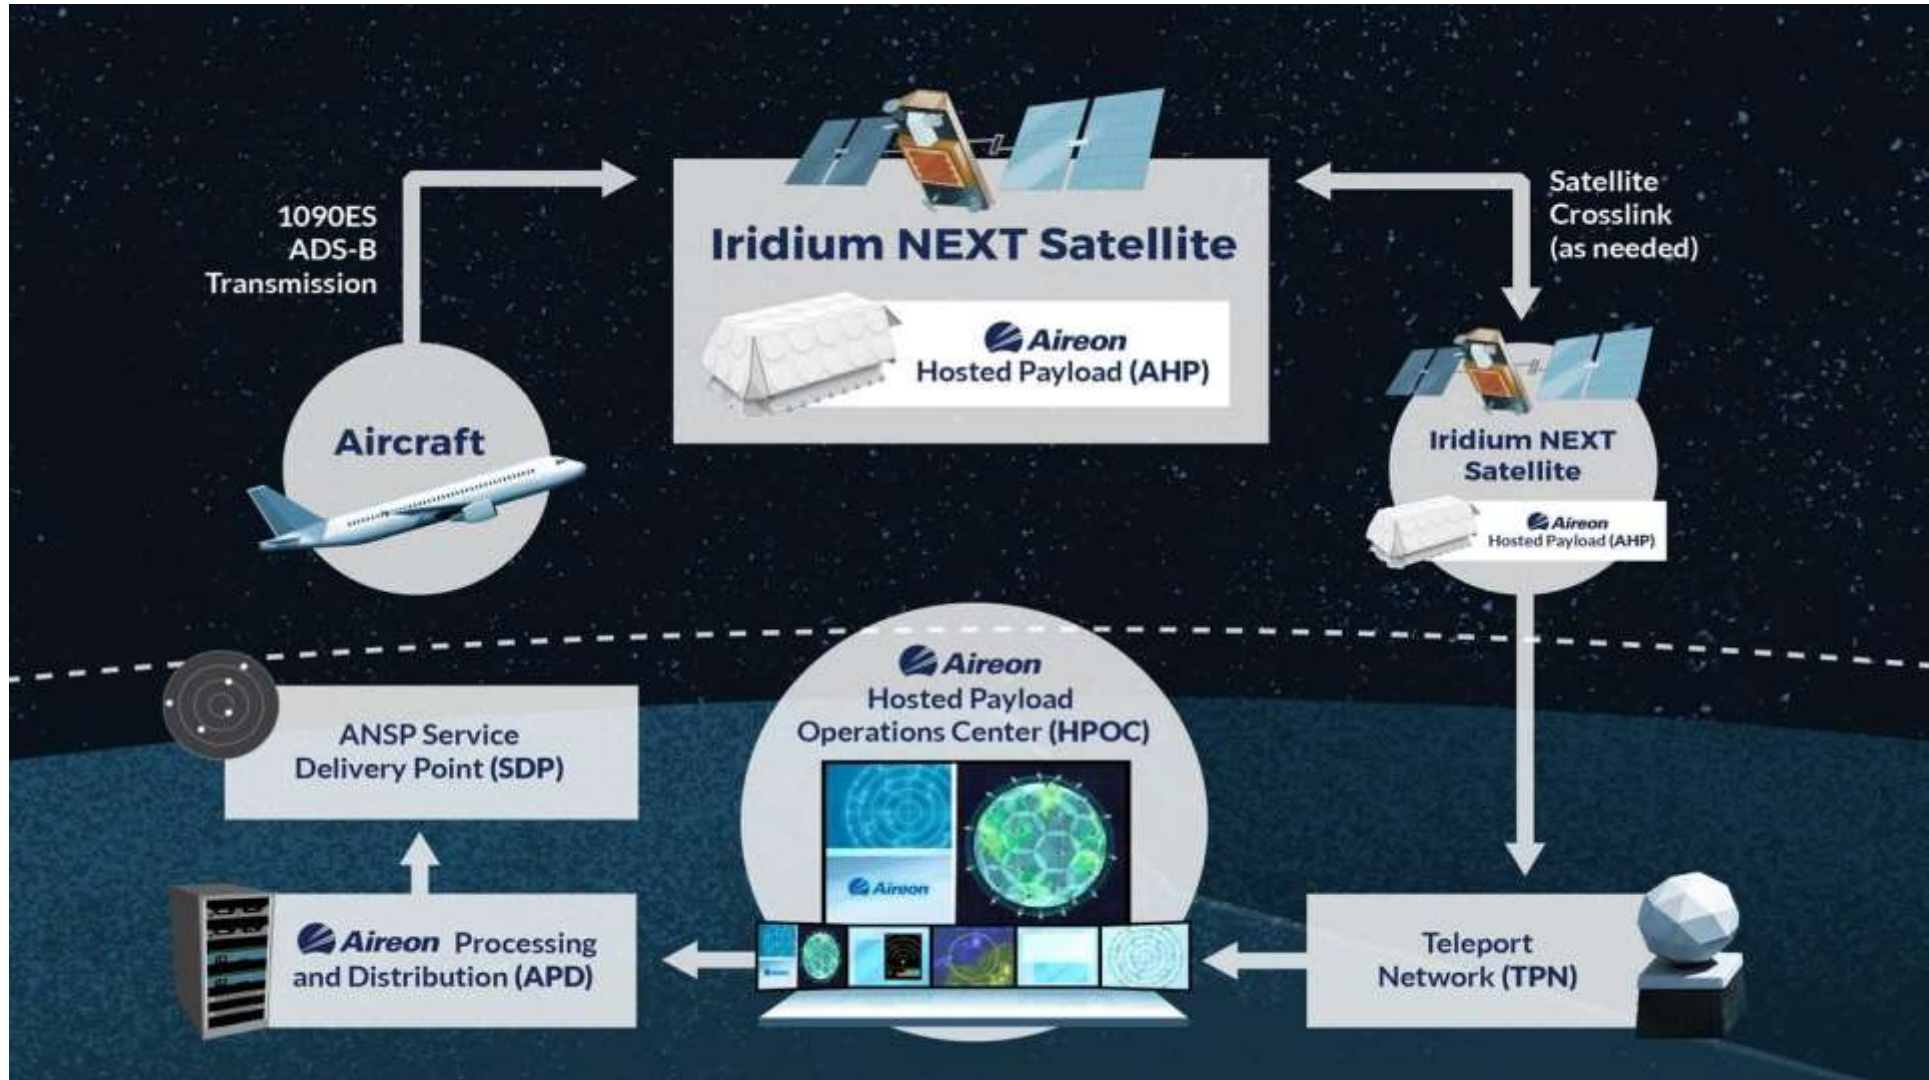 1090ES
ADS-B
Transmission
Iridium NEXT Satellite
Aireon
Hosted Payload (AHP)
Satellite
Crosslink
(as needed)
Aircraft
Iridium NEXT
Satellite
Aireon
Hosted Payload (AHP)
Aireon
Hosted Payload
Operations Center (HPOC)
Aireon
ANSP Service
Delivery Point (SDP)
Aireon Processing
and Distribution (APD)
Teleport
Network (TPN)